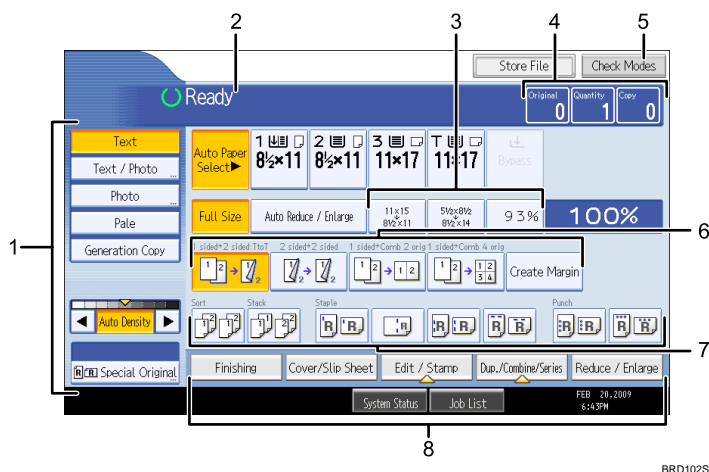 2
3
4
5
Store File
Check Modes
Ready
Original
Quantity
Copy
0
1
0
1
Text
Text / Photo
Photo
Pale
Generation Copy
Auto Density
Special Original
Auto Paper
Select▶
1
8½×11
2
8½×11
3
11×17
T
11×17
Bypass
Full Size
Auto Reduce / Enlarge
11×15
8½×11
5½×8½
8½×14
93%
100%
6
1 sided→2 sided:TtoT
2 sided→2 sided
1 sided→Comb 2 orig
1 sided→Comb 4 orig
Create Margin
Sort
Stack
Staple
Punch
7
Finishing
Cover/Slip Sheet
Edit / Stamp
Dup./Combine/Series
Reduce / Enlarge
System Status
Job List
FEB 20.2009
6:43PM
8
BRD102S